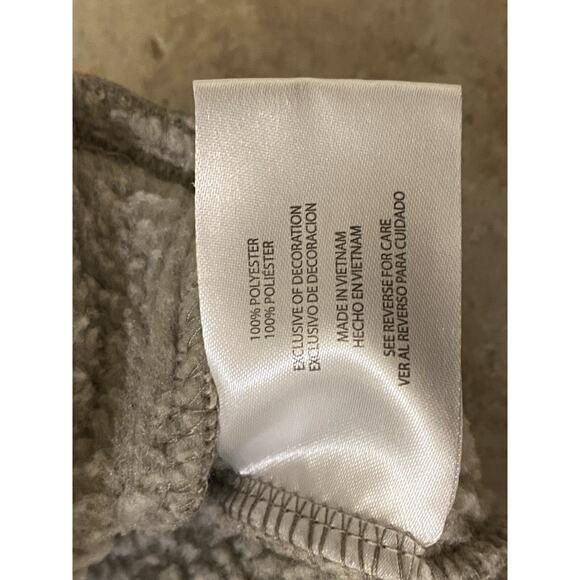 100% POLYESTER
100% POLIÉSTER
EXCLUSIVE OF DECORATION
EXCLUSIVO DE DECORACION
MADE IN VIETNAM
HECHO EN VIETNAM
SEE REVERSE FOR CARE
VER AL REVERSO PARA CUIDADO